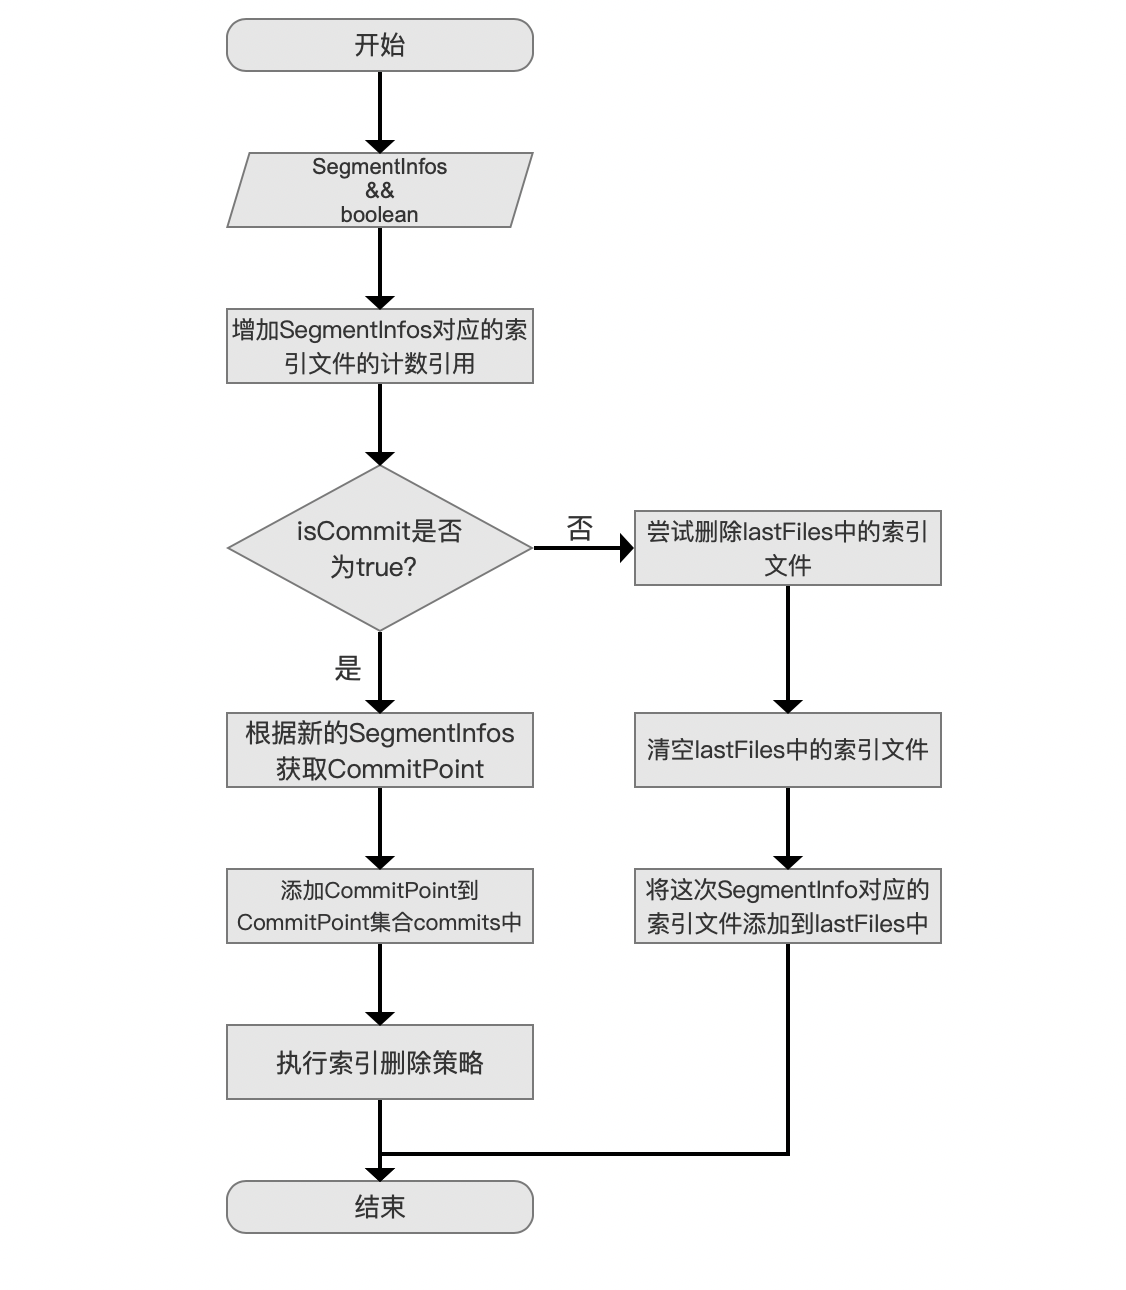 开始
SegmentInfos
&&
boolean
增加SegmentInfos对应的索
引文件的计数引用
isCommit是否
为true?
否
尝试删除lastFiles中的索引
文件
是
根据新的SegmentInfos
获取CommitPoint
清空lastFiles中的索引文件
添加CommitPoint到
CommitPoint集合commits中
将这次SegmentInfo对应的
索引文件添加到lastFiles中
执行索引删除策略
结束